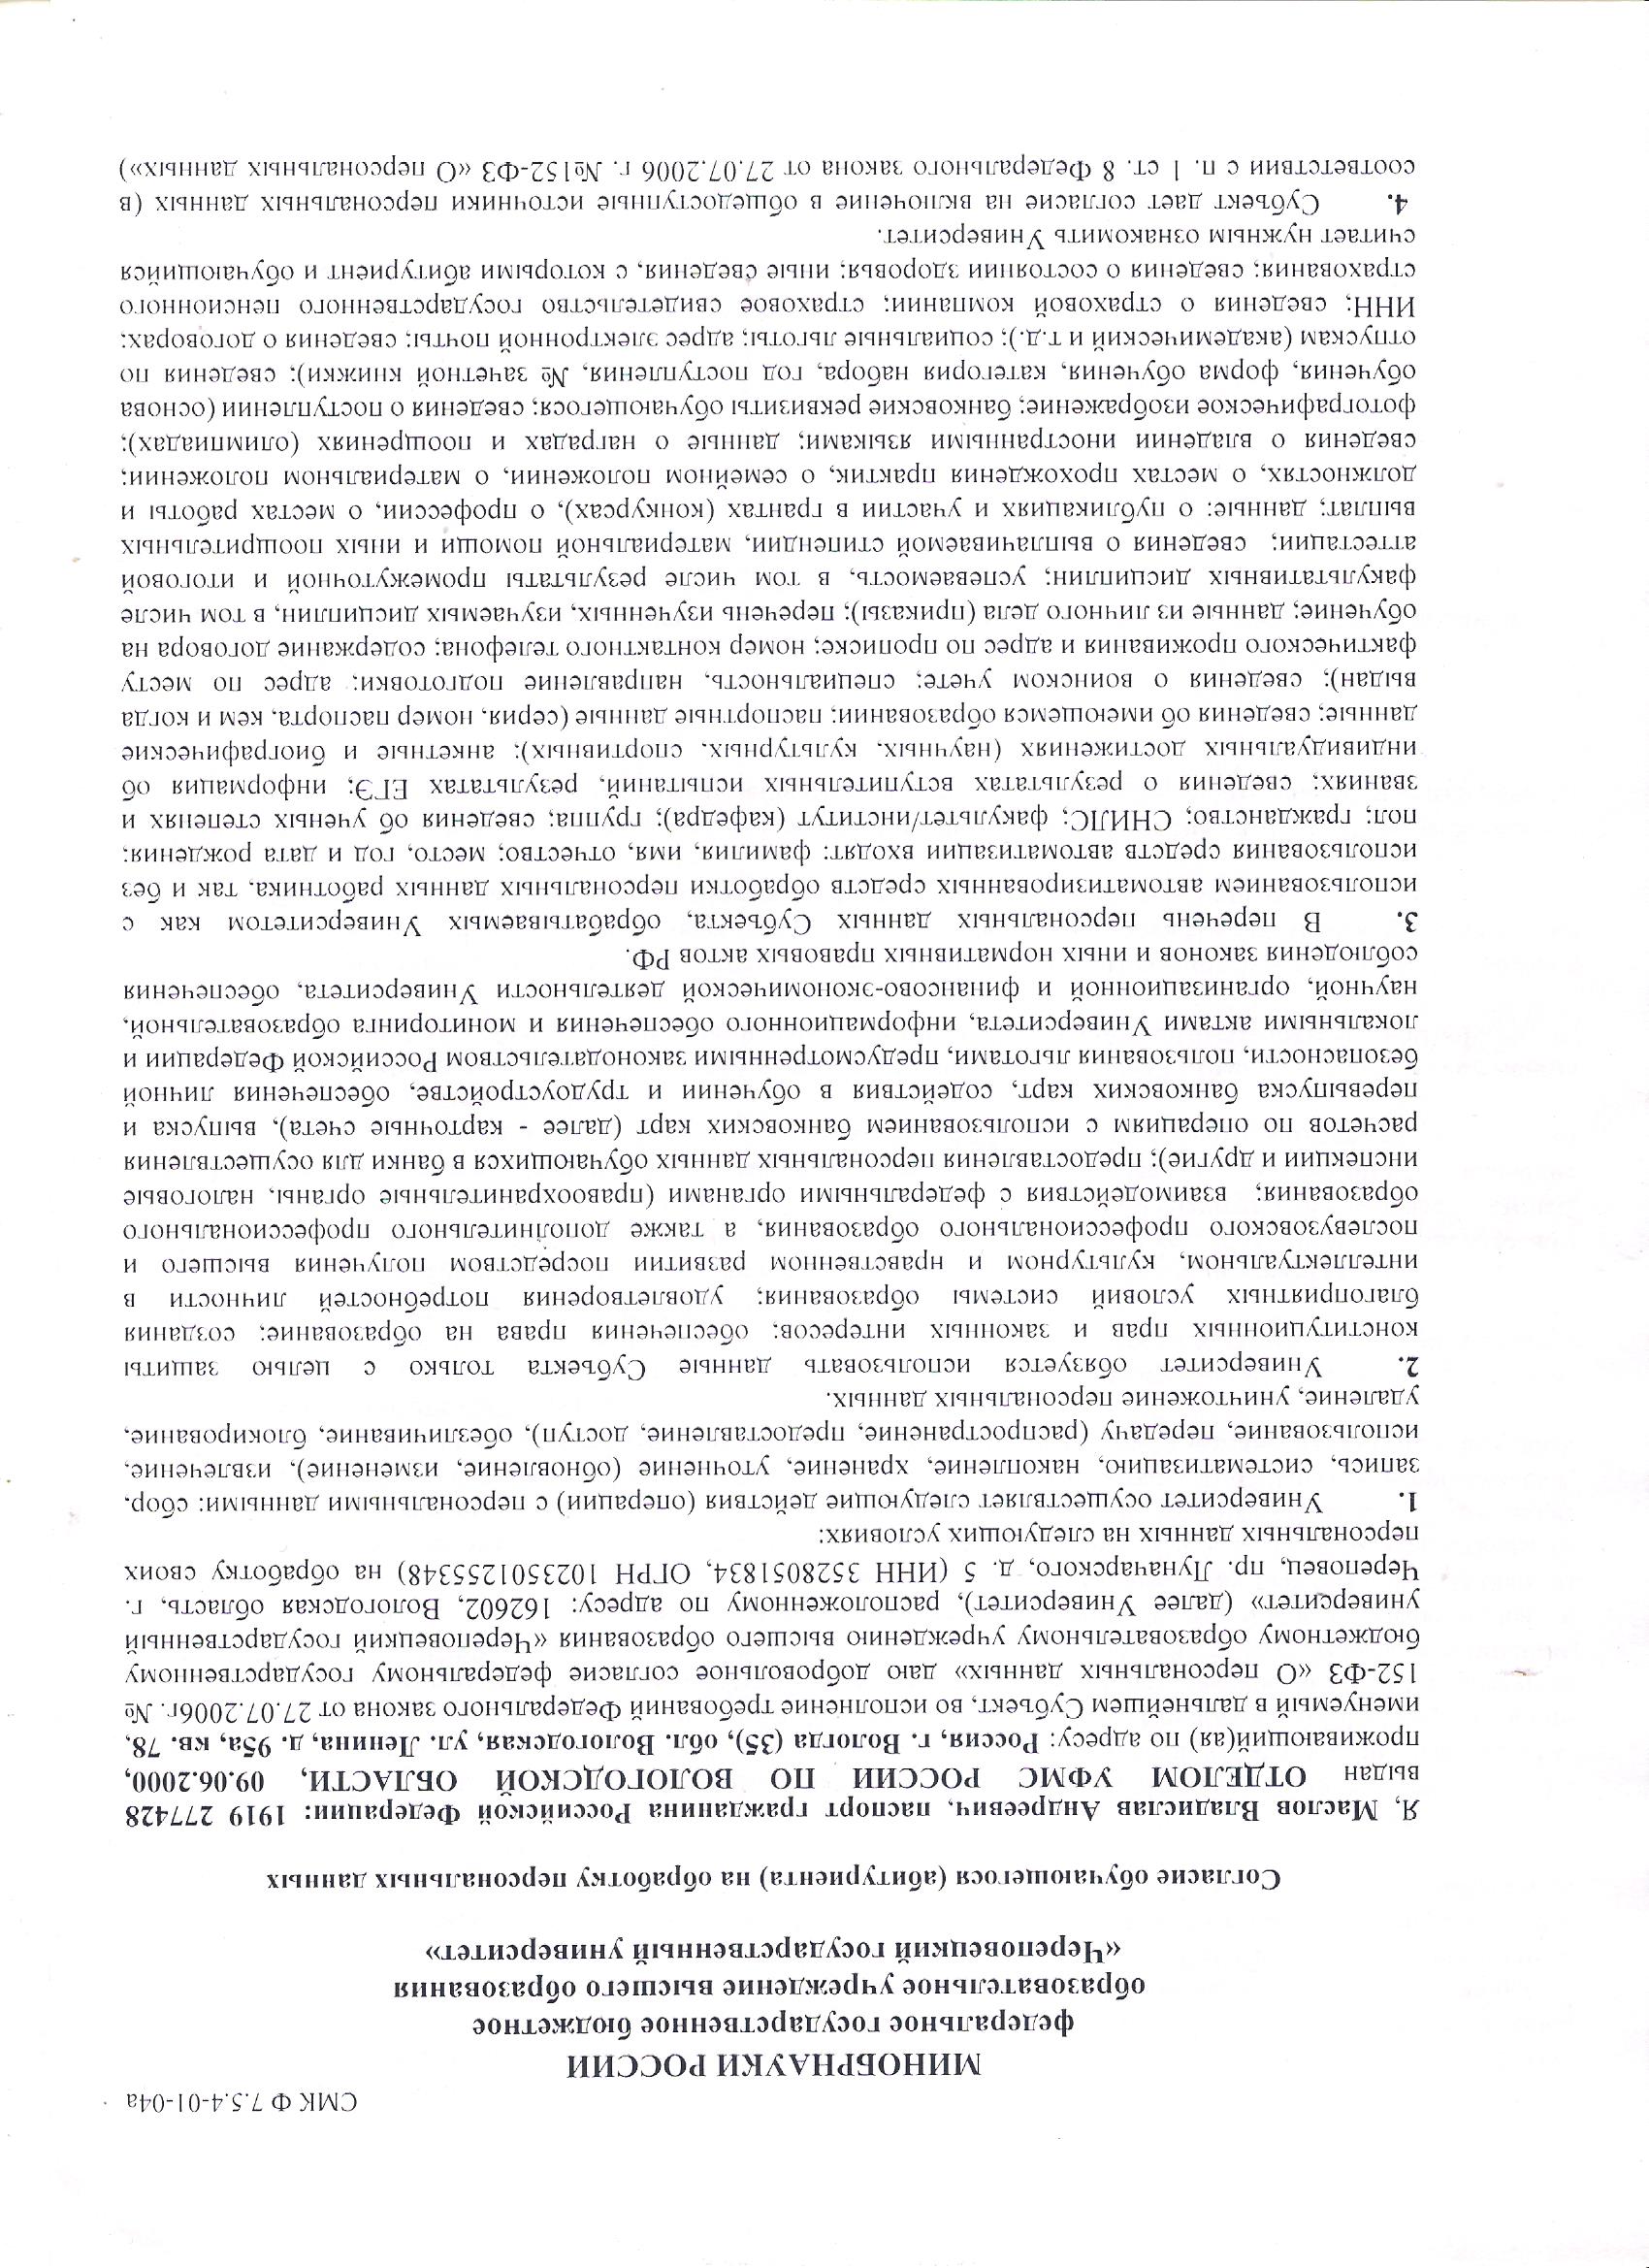 СМК Ф 7.5.4-01-04а
МИНОБРНАУКИ РОССИИ
федеральное государственное бюджетное
образовательное учреждение высшего образования
«Череповецкий государственный университет»
Согласие обучающегося (абитуриента) на обработку персональных данных
Я, Маслов Владислав Андреевич, паспорт гражданина Российской Федерации: 1919 277428
выдан ОТДЕЛОМ УФМС РОССИИ ПО ВОЛОГОДСКОЙ ОБЛАСТИ, 09.06.2000,
проживающий(ая) по адресу: Россия, г. Вологда (35), обл. Вологодская, ул. Ленина, д. 95а, кв. 78,
именуемый в дальнейшем Субъект, во исполнение требований Федерального закона от 27.07.2006г. №
152-ФЗ «О персональных данных» даю добровольное согласие федеральному государственному
бюджетному образовательному учреждению высшего образования «Череповецкий государственный
университет» (далее Университет), расположенному по адресу: 162602, Вологодская область, г.
Череповец, пр. Луначарского, д. 5 (ИНН 3528051834, ОГРН 1023501255348) на обработку своих
персональных данных на следующих условиях:
1. Университет осуществляет следующие действия (операции) с персональными данными: сбор,
запись, систематизацию, накопление, хранение, уточнение (обновление, изменение), извлечение,
использование, передачу (распространение, предоставление, доступ), обезличивание, блокирование,
удаление, уничтожение персональных данных.
2. Университет обязуется использовать данные Субъекта только с целью защиты
конституционных прав и законных интересов; обеспечения права на образование; создания
благоприятных условий системы образования; удовлетворения потребностей личности в
интеллектуальном, культурном и нравственном развитии посредством получения высшего и
послевузовского профессионального образования, а также дополнительного профессионального
образования; взаимодействия с федеральными органами (правоохранительные органы, налоговые
инспекции и другие); предоставления персональных данных обучающихся в банки для осуществления
расчетов по операциям с использованием банковских карт (далее - карточные счета), выпуска и
перевыпуска банковских карт, содействия в обучении и трудоустройстве, обеспечения личной
безопасности, пользования льготами, предусмотренными законодательством Российской Федерации и
локальными актами Университета, информационного обеспечения и мониторинга образовательной,
научной, организационной и финансово-экономической деятельности Университета, обеспечения
соблюдения законов и иных нормативных правовых актов РФ.
3. В перечень персональных данных Субъекта, обрабатываемых Университетом как с
использованием автоматизированных средств обработки персональных данных работника, так и без
использования средств автоматизации входят: фамилия, имя, отчество; место, год и дата рождения;
пол; гражданство; СНИЛС; факультет/институт (кафедра); группа; сведения об ученых степенях и
званиях; сведения о результатах вступительных испытаний, результатах ЕГЭ; информация об
индивидуальных достижениях (научных, культурных, спортивных); анкетные и биографические
данные; сведения об имеющемся образовании; паспортные данные (серия, номер паспорта, кем и когда
выдан); сведения о воинском учете; специальность, направление подготовки; адрес по месту
фактического проживания и адрес по прописке; номер контактного телефона; содержание договора на
обучение; данные из личного дела (приказы); перечень изученных, изучаемых дисциплин, в том числе
факультативных дисциплин; успеваемость, в том числе результаты промежуточной и итоговой
аттестации; сведения о выплачиваемой стипендии, материальной помощи и иных поощрительных
выплат; данные: о публикациях и участии в грантах (конкурсах), о профессии, о местах работы и
должностях, о местах прохождения практик, о семейном положении, о материальном положении;
сведения о владении иностранными языками; данные о наградах и поощрениях (олимпиадах);
фотографическое изображение; банковские реквизиты обучающегося; сведения о поступлении (основа
обучения, форма обучения, категория набора, год поступления, № зачетной книжки); сведения по
отпускам (академический и т.д.); социальные льготы; адрес электронной почты; сведения о договорах;
ИНН; сведения о страховой компании; страховое свидетельство государственного пенсионного
страхования; сведения о состоянии здоровья; иные сведения, с которыми абитуриент и обучающийся
считает нужным ознакомить Университет.
4. Субъект дает согласие на включение в общедоступные источники персональных данных (в
соответствии с п. 1 ст. 8 Федерального закона от 27.07.2006 г. №152-ФЗ «О персональных данных»)